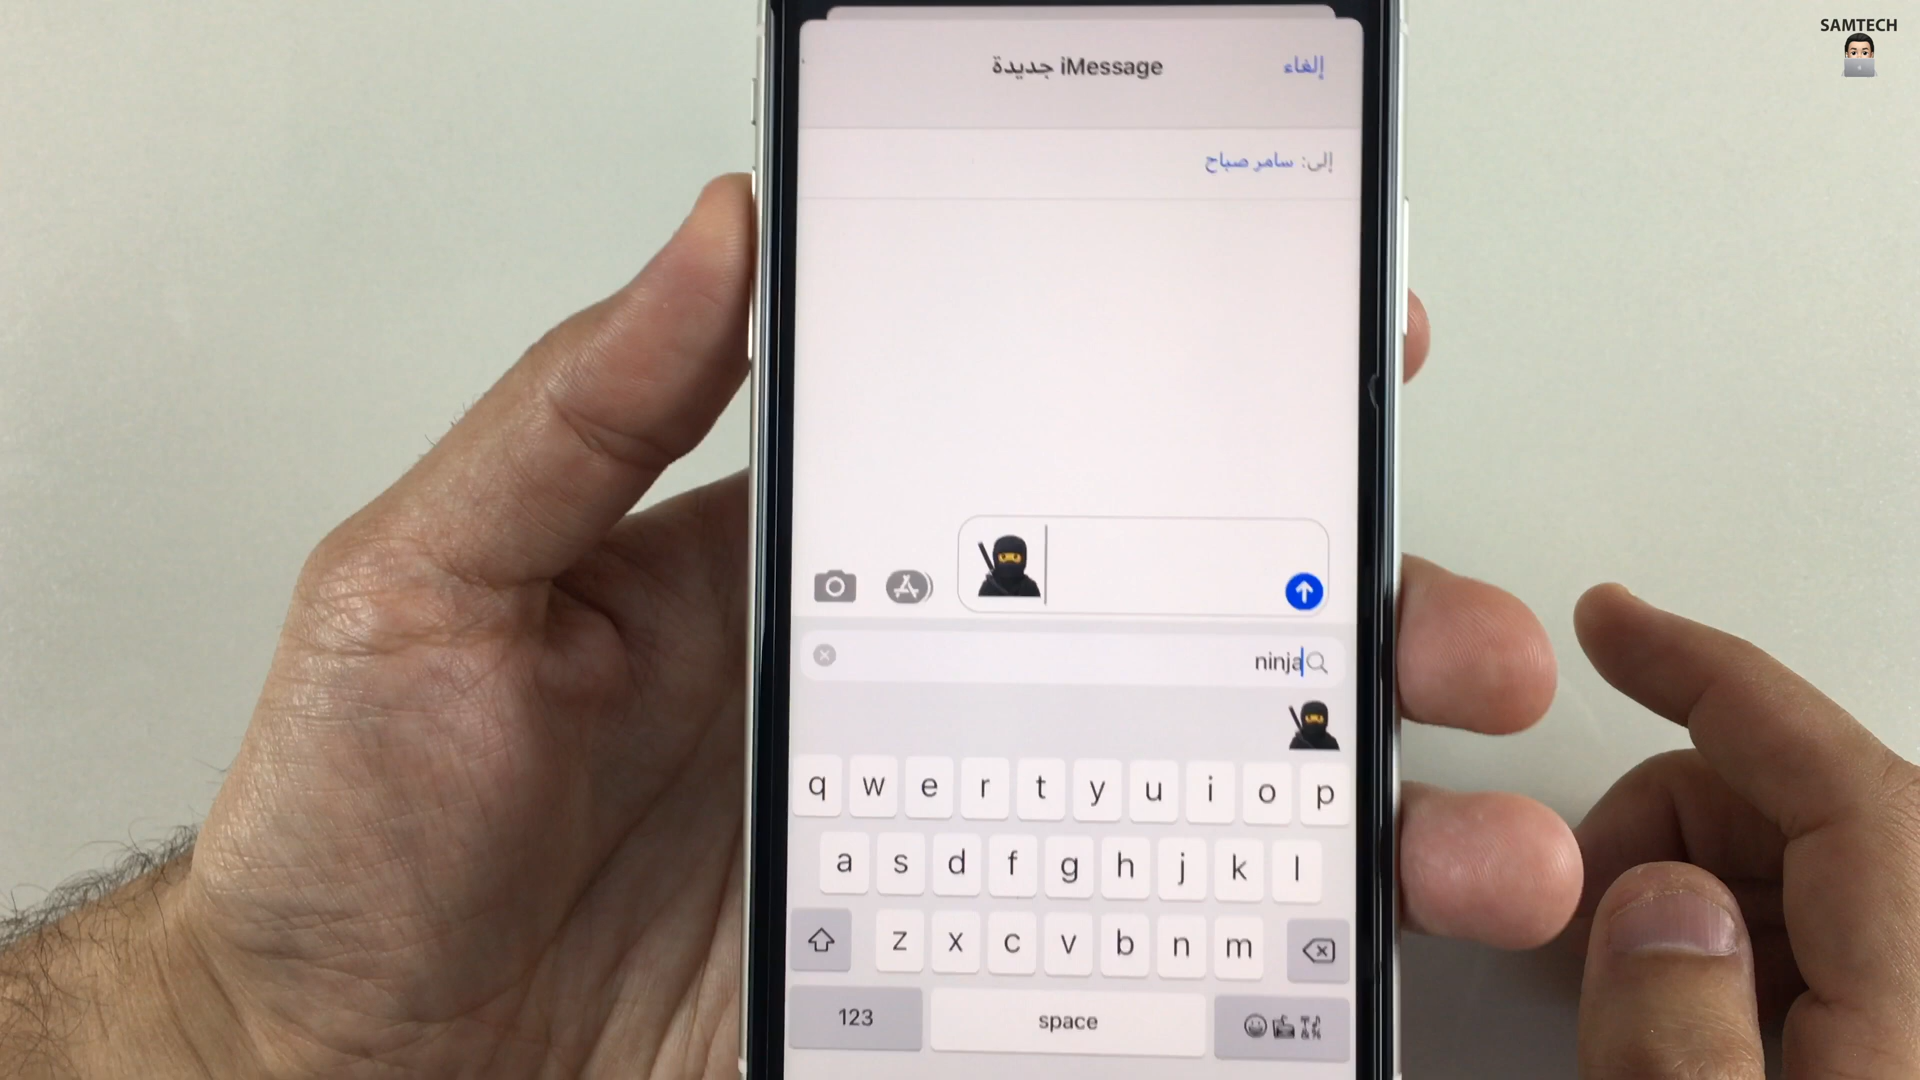 SAMTECH
iMessage جديدة
إلغاء
إلى: سامر صباح
ninja
q w e r t y u i o p
a s d f g h j k l
z x c v b n m
123 space